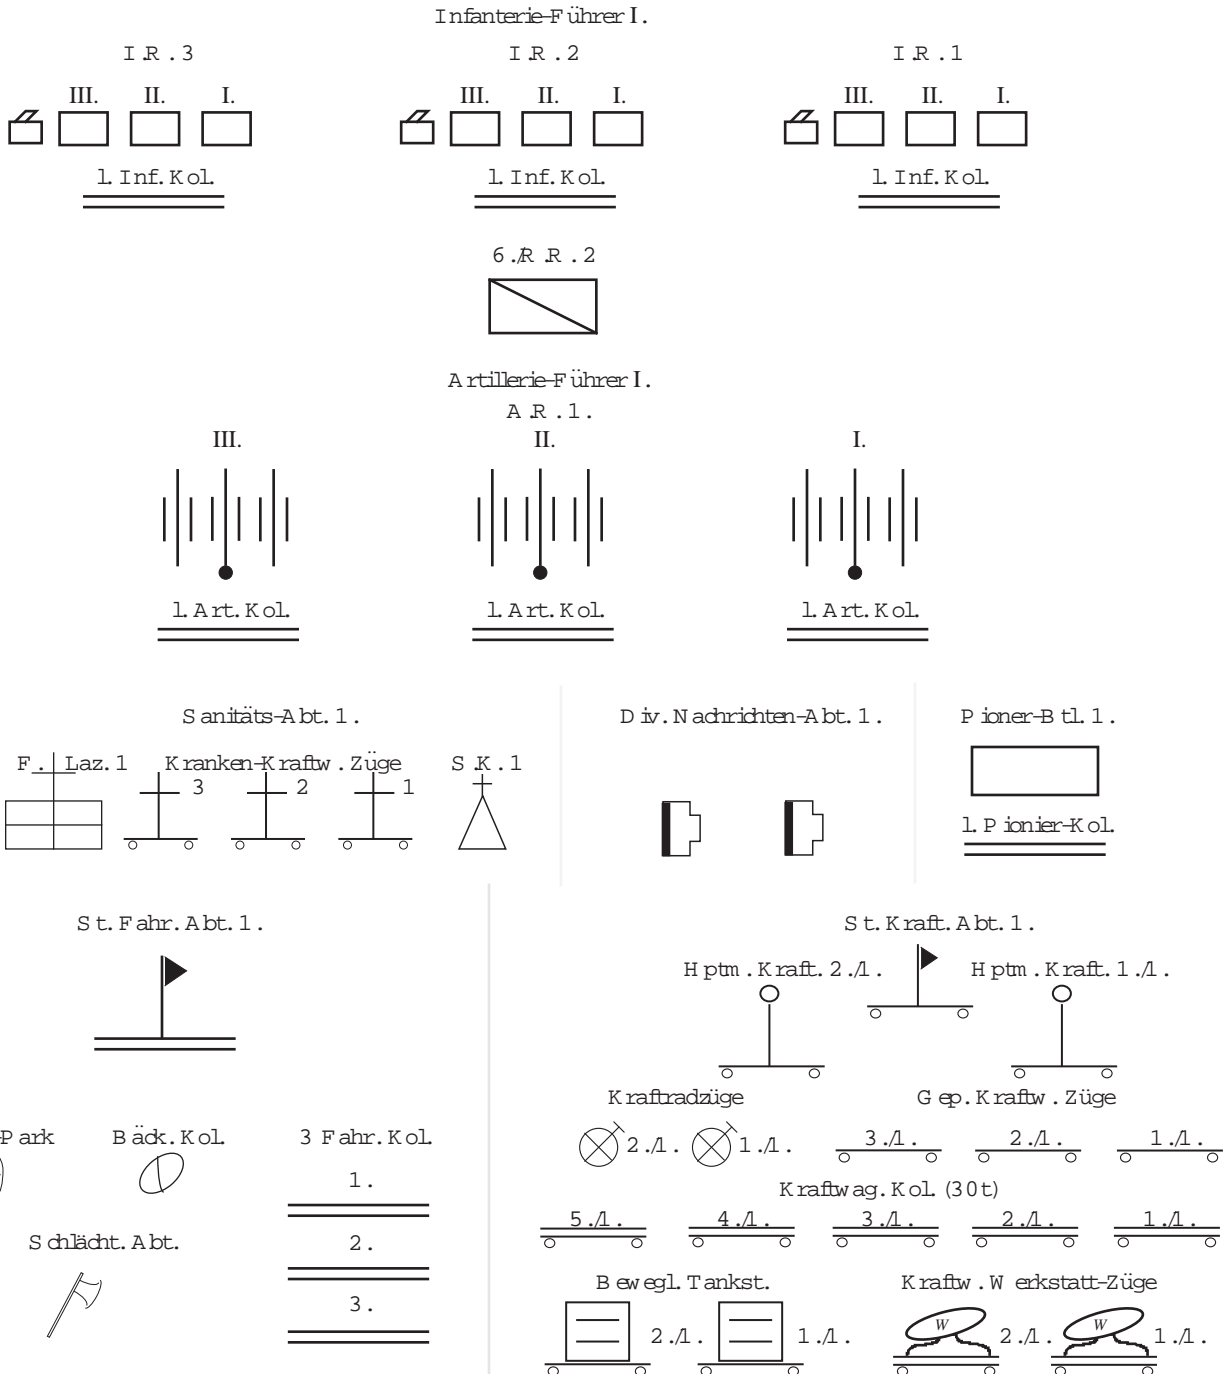 Infanterie-Führer I.
I.R.3 I.R.2 I.R.1
III. II. I. III. II. I. III. II. I.
l.Inf.Kol. l.Inf.Kol. l.Inf.Kol.
6./R.R.2
Artillerie-Führer I.
A.R.1.
III. II. I.
l.Art.Kol. l.Art.Kol. l.Art.Kol.
Sanitäts-Abt.1. Div.Nachrichten-Abt.1. Pioner-Btl.1.
F. Laz.1 Kranken-Kraftw.Züge S.K.1
3 2 1
l.Pionier-Kol.
St.Fahr.Abt.1. St.Kraft.Abt.1.
Hptm.Kraft.2./1. Hptm.Kraft.1./1.
Kraftradzüge Gep.Kraftw.Züge
-Park Bäck.Kol. 3 Fahr.Kol.
2./1. 1./1. 3./1. 2./1. 1./1.
1.
Kraftwag.Kol.(30t)
5./1. 4./1. 3./1. 2./1. 1./1.
Schlächt.Abt. 2.
Bewegl.Tankst. Kraftw.Werkstatt-Züge
3.
2./1. 1./1. W 2./1. W 1./1.